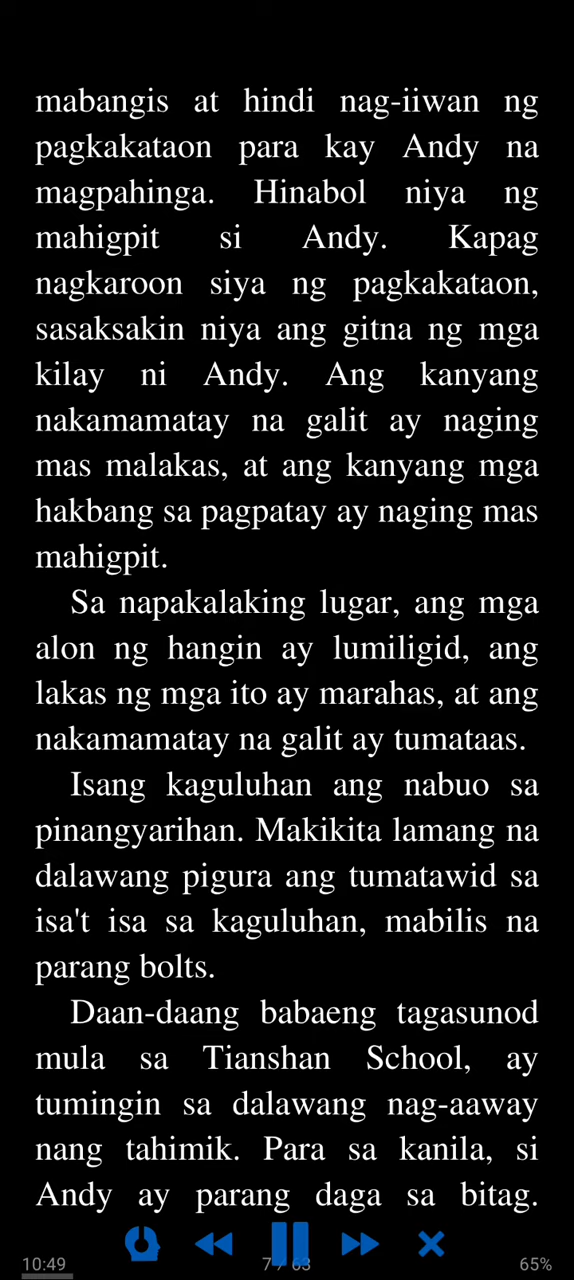 mabangis at hindi nag-iiwan ng
pagkakataon para kay Andy na
magpahinga. Hinabol niya ng
mahigpit si Andy. Kapag
nagkaroon siya ng pagkakataon,
sasaksakin niya ang gitna ng mga
kilay ni Andy. Ang kanyang
nakamamatay na galit ay naging
mas malakas, at ang kanyang mga
hakbang sa pagpatay ay naging mas
mahigpit.
Sa napakalaking lugar, ang mga
alon ng hangin ay lumiligid, ang
lakas ng mga ito ay marahas, at ang
nakamamatay na galit ay tumataas.
Isang kaguluhan ang nabuo sa
pinangyarihan. Makikita lamang na
dalawang pigura ang tumatawid sa
isa't isa sa kaguluhan, mabilis na
parang bolts.
Daan-daang babaeng tagasunod
mula sa Tianshan School, ay
tumingin sa dalawang nag-aaway
nang tahimik. Para sa kanila, si
Andy ay parang daga sa bitag.
10:49 7 / 63 65%